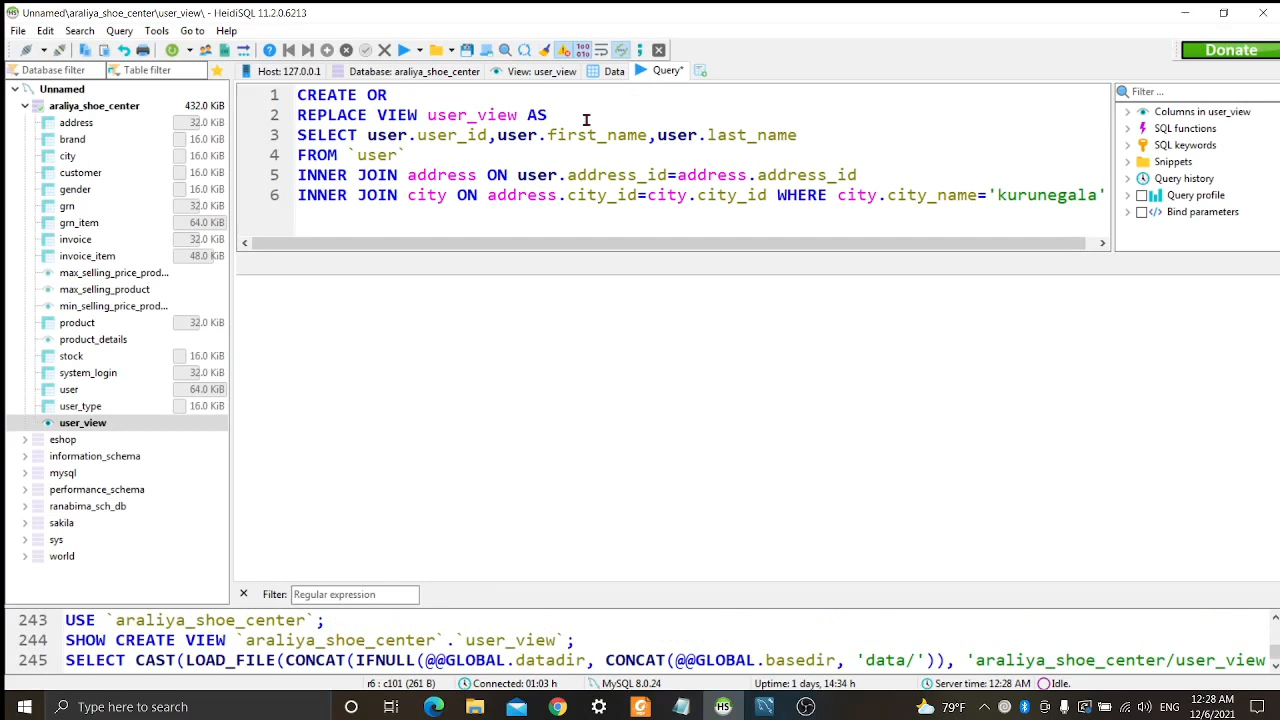 Unnamed\araliya_shoe_center\user_view\ - HeidiSQL 11.2.0.6213
File Edit Search Query Tools Go to Help
Donate
Database filter Table filter Host: 127.0.0.1 Database: araliya_shoe_center View: user_view Data Query*
Unnamed
araliya_shoe_center 432.0 KiB
address 32.0 KiB
brand 16.0 KiB
city 16.0 KiB
customer 32.0 KiB
gender 16.0 KiB
grn 32.0 KiB
grn_item 64.0 KiB
invoice 32.0 KiB
invoice_item 48.0 KiB
max_selling_price_prod...
max_selling_product
min_selling_price_prod...
product 32.0 KiB
product_details
stock 16.0 KiB
system_login 32.0 KiB
user 64.0 KiB
user_type 16.0 KiB
user_view
eshop
information_schema
mysql
performance_schema
ranabima_sch_db
sakila
sys
world
1 CREATE OR
2 REPLACE VIEW user_view AS
3 SELECT user.user_id,user.first_name,user.last_name
4 FROM `user`
5 INNER JOIN address ON user.address_id=address.address_id
6 INNER JOIN city ON address.city_id=city.city_id WHERE city.city_name='kurunegala'
Filter ...
Columns in user_view
SQL functions
SQL keywords
Snippets
Query history
Query profile
Bind parameters
Filter: Regular expression
243 USE `araliya_shoe_center`;
244 SHOW CREATE VIEW `araliya_shoe_center`.`user_view`;
245 SELECT CAST(LOAD_FILE(CONCAT(IFNULL(@@GLOBAL.datadir, CONCAT(@@GLOBAL.basedir, 'data/')), 'araliya_shoe_center/user_view
r6 : c101 (261 B) Connected: 01:03 h MySQL 8.0.24 Uptime: 1 days, 14:34 h Server time: 12:28 AM Idle.
Type here to search
79°F
12:28 AM
12/6/2021